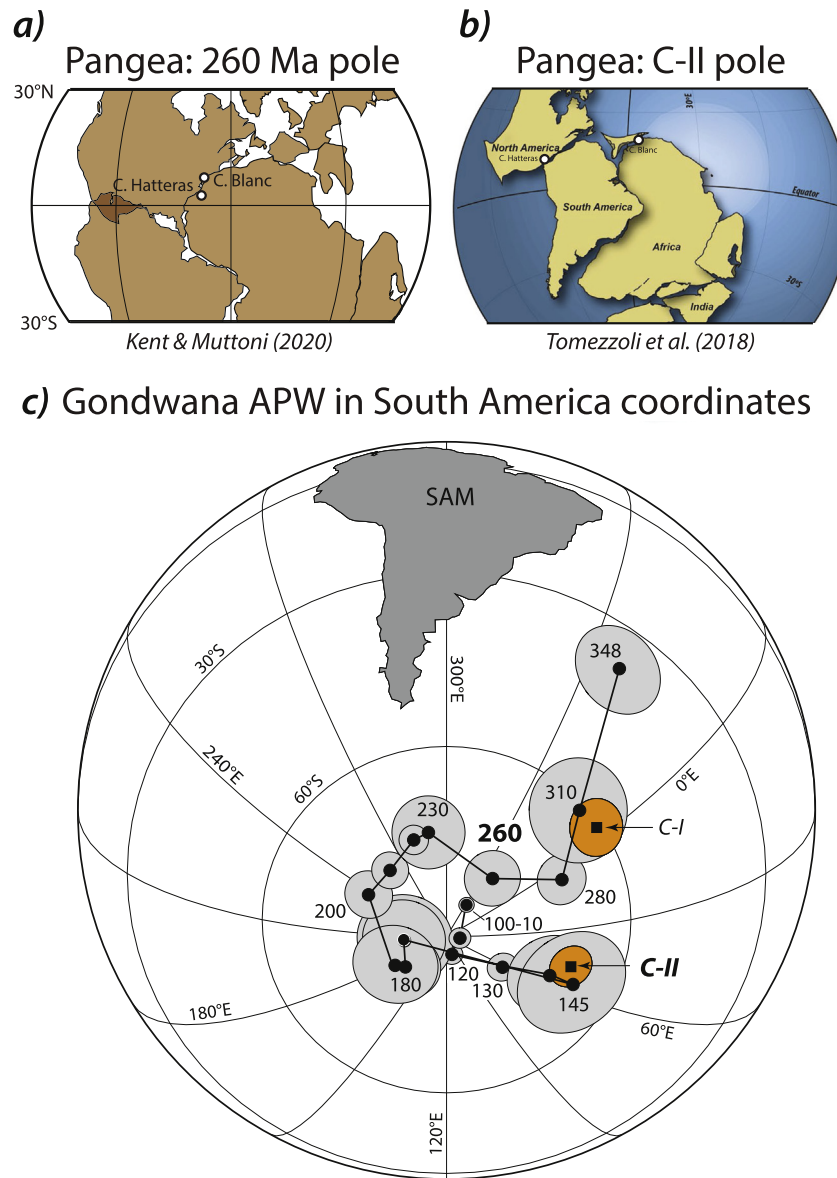 a)
Pangea: 260 Ma pole
30°N
C. Hatteras
C. Blanc
30°S
Kent & Muttoni (2020)
b)
Pangea: C-II pole
30°E
North America
C. Hatteras
C. Blanc
South America
Equator
Africa
30°S
India
Tomezzoli et al. (2018)
c) Gondwana APW in South America coordinates
SAM
30°S
300°E
348
240°E
0°E
60°S
310
230
260
C-I
280
200
100-10
C-II
120
130
180
145
180°E
60°E
120°E